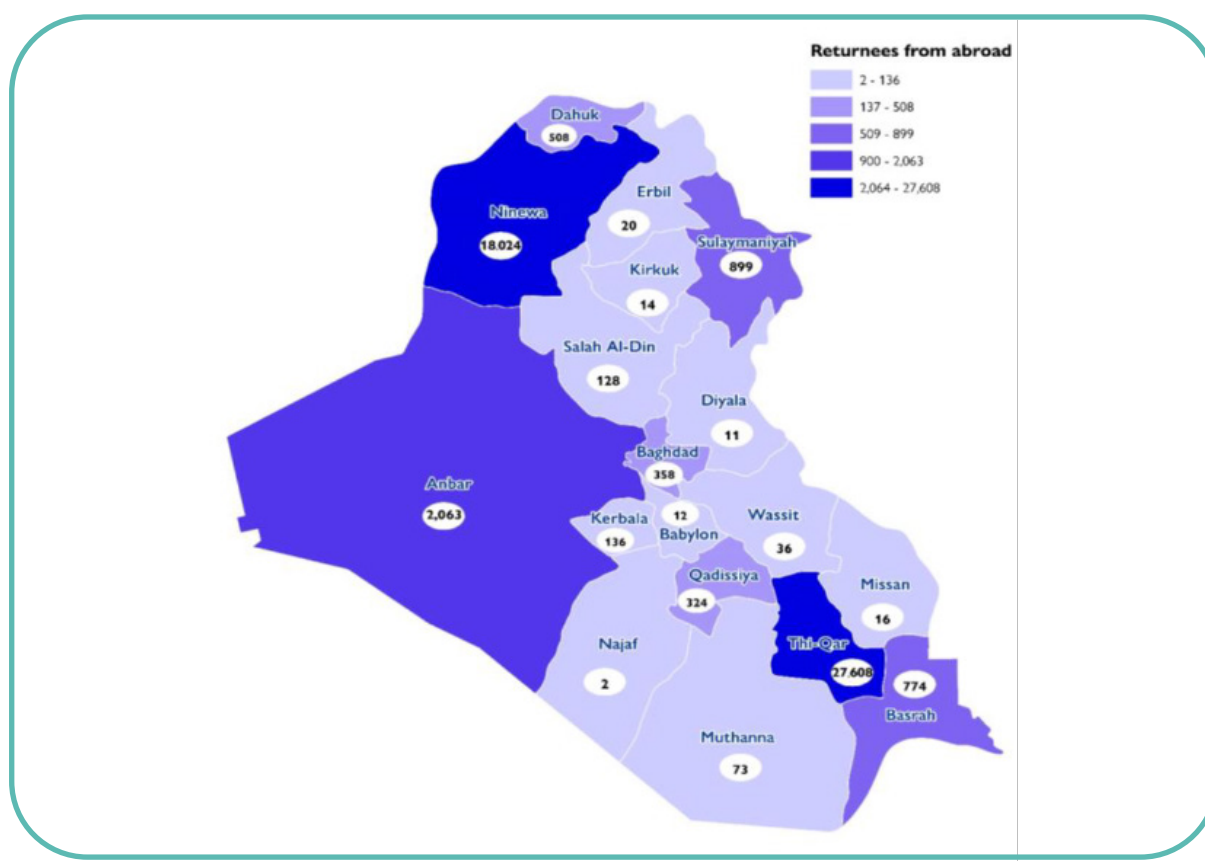 Returnees from abroad
2 - 136
137 - 508
509 - 899
900 - 2,063
2,064 - 27,608
Dahuk
508
Ninewa
18,024
Erbil
20
Sulaymaniyah
899
Kirkuk
14
Salah Al-Din
128
Diyala
11
Baghdad
358
Anbar
2,063
Kerbala
136
12
Babylon
Wassit
36
Qadissiya
324
Missan
16
Najaf
2
Thi-Qar
27,608
774
Basrah
Muthanna
73